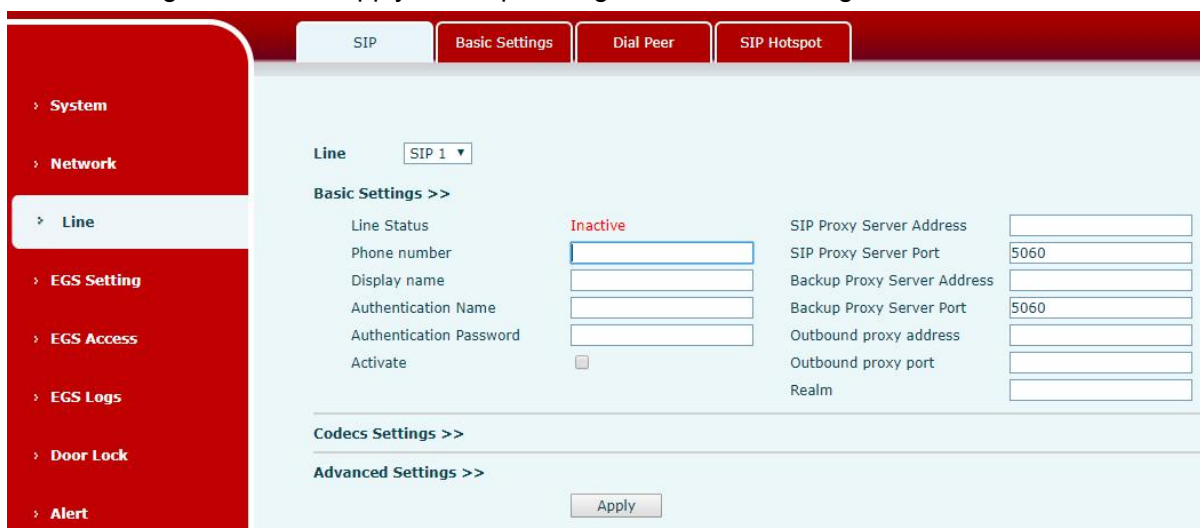 SIP
Basic Settings
Dial Peer
SIP Hotspot
› System
› Network
› Line
› EGS Setting
› EGS Access
› EGS Logs
› Door Lock
› Alert
Line SIP 1 ▼
Basic Settings >>
Line Status Inactive SIP Proxy Server Address
Phone number SIP Proxy Server Port 5060
Display name Backup Proxy Server Address
Authentication Name Backup Proxy Server Port 5060
Authentication Password Outbound proxy address
Activate Outbound proxy port
Realm
Codecs Settings >>
Advanced Settings >>
Apply